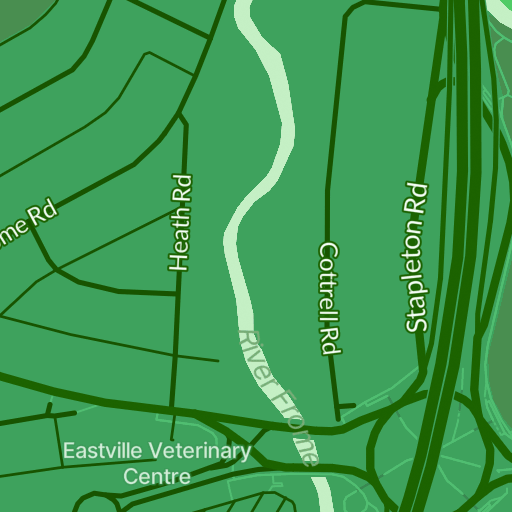 me Rd
Heath Rd
Cottrell Rd
Stapleton Rd
River Frome
Eastville Veterinary
Centre